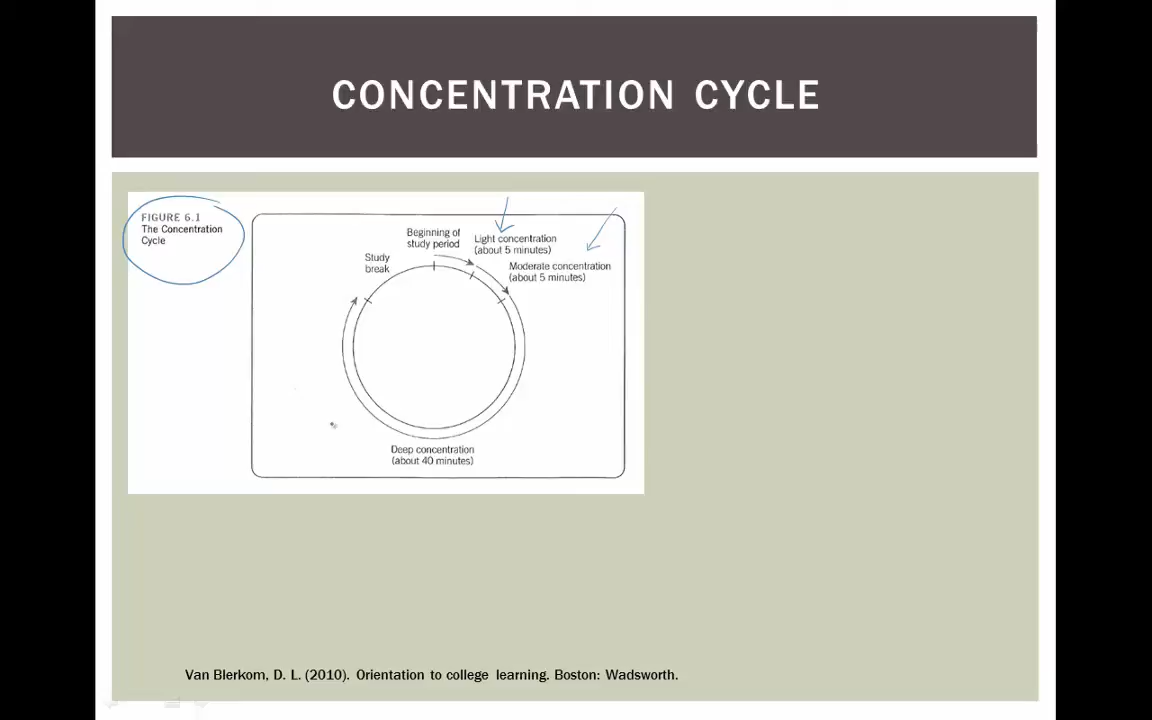 CONCENTRATION CYCLE
FIGURE 6.1
The Concentration
Cycle
Beginning of
study period
Light concentration
(about 5 minutes)
Moderate concentration
(about 5 minutes)
Study
break
Deep concentration
(about 40 minutes)
Van Blerkom, D. L. (2010). Orientation to college learning. Boston: Wadsworth.